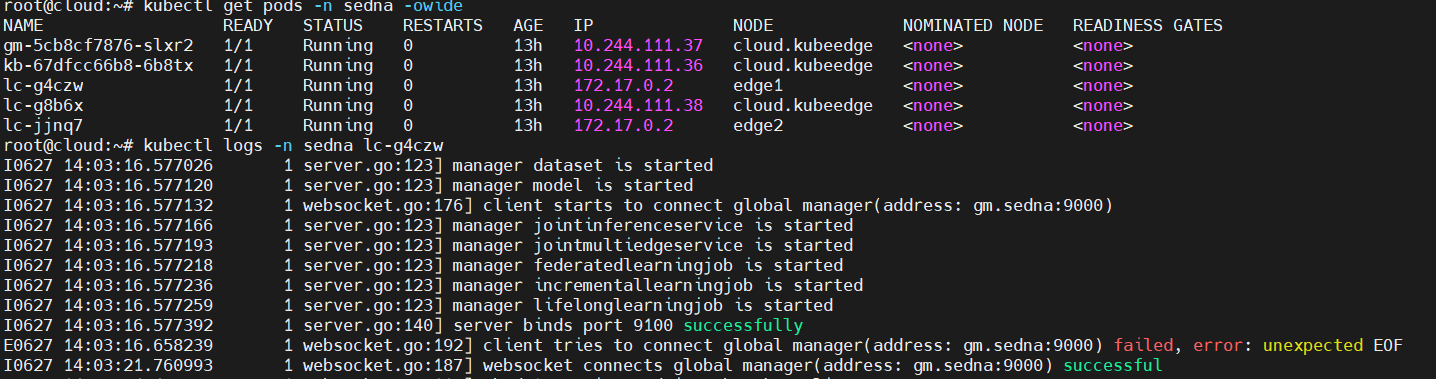 root@cloud:~# kubectl get pods -n sedna -owide
NAME READY STATUS RESTARTS AGE IP NODE NOMINATED NODE READINESS GATES
gm-5cb8cf7876-slxr2 1/1 Running 0 13h 10.244.111.37 cloud.kubeedge <none> <none>
kb-67dfcc66b8-6b8tx 1/1 Running 0 13h 10.244.111.36 cloud.kubeedge <none> <none>
lc-g4czw 1/1 Running 0 13h 172.17.0.2 edge1 <none> <none>
lc-g8b6x 1/1 Running 0 13h 10.244.111.38 cloud.kubeedge <none> <none>
lc-jjnq7 1/1 Running 0 13h 172.17.0.2 edge2 <none> <none>
root@cloud:~# kubectl logs -n sedna lc-g4czw
I0627 14:03:16.577026 1 server.go:123] manager dataset is started
I0627 14:03:16.577120 1 server.go:123] manager model is started
I0627 14:03:16.577132 1 websocket.go:176] client starts to connect global manager(address: gm.sedna:9000)
I0627 14:03:16.577166 1 server.go:123] manager jointinferenceservice is started
I0627 14:03:16.577193 1 server.go:123] manager jointmultiedgeservice is started
I0627 14:03:16.577218 1 server.go:123] manager federatedlearningjob is started
I0627 14:03:16.577236 1 server.go:123] manager incrementallearningjob is started
I0627 14:03:16.577259 1 server.go:123] manager lifelonglearningjob is started
I0627 14:03:16.577392 1 server.go:140] server binds port 9100 successfully
E0627 14:03:16.658239 1 websocket.go:192] client tries to connect global manager(address: gm.sedna:9000) failed, error: unexpected EOF
I0627 14:03:21.760993 1 websocket.go:187] websocket connects global manager(address: gm.sedna:9000) successful